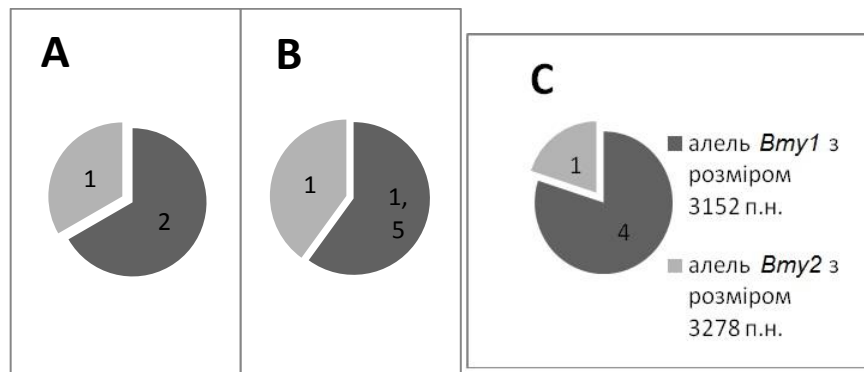 A
1
2
B
1
1,
5
C
1
4
алель Bmy1 з
розміром
3152 п.н.
алель Bmy2 з
розміром
3278 п.н.